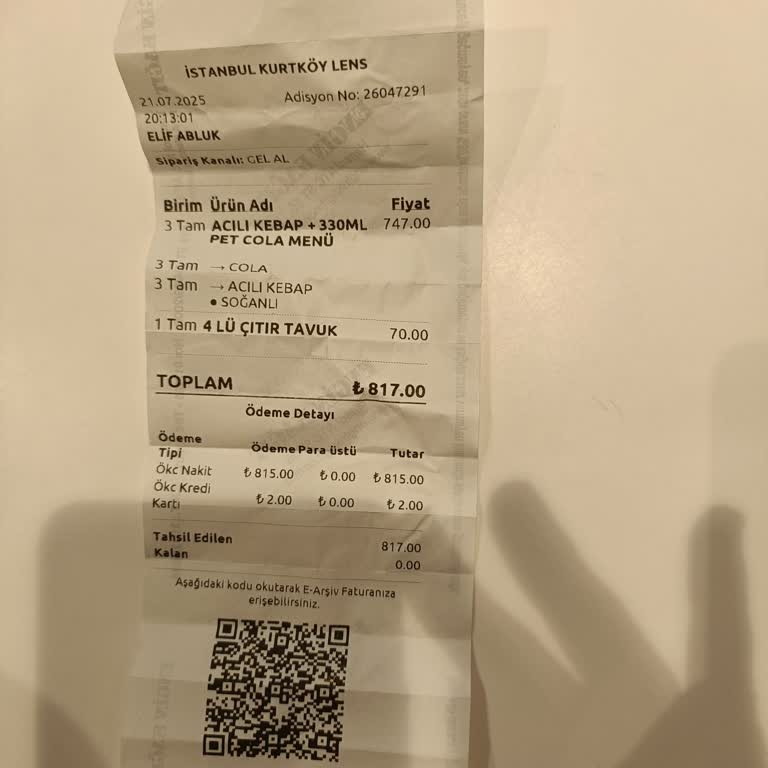 İSTANBUL KURTKÖY LENS
21.07.2025 Adisyon No: 26047291
20:13:01
ELİF ABLUK
Sipariş Kanalı: GEL AL
Birim Ürün Adı Fiyat
3 Tam ACILI KEBAP + 330ML 747.00
PET COLA MENÜ
3 Tam → COLA
3 Tam → ACILI KEBAP
• SOĞANLI
1 Tam 4 LÜ ÇITIR TAVUK 70.00
TOPLAM ₺ 817.00
Ödeme Detayı
Ödeme
Tipi Ödeme Para üstü Tutar
Ökc Nakit ₺ 815.00 ₺ 0.00 ₺ 815.00
Ökc Kredi
Kartı ₺ 2.00 ₺ 0.00 ₺ 2.00
Tahsil Edilen 817.00
Kalan 0.00
Aşağıdaki kodu okutarak E-Arşiv Faturanıza
erişebilirsiniz.